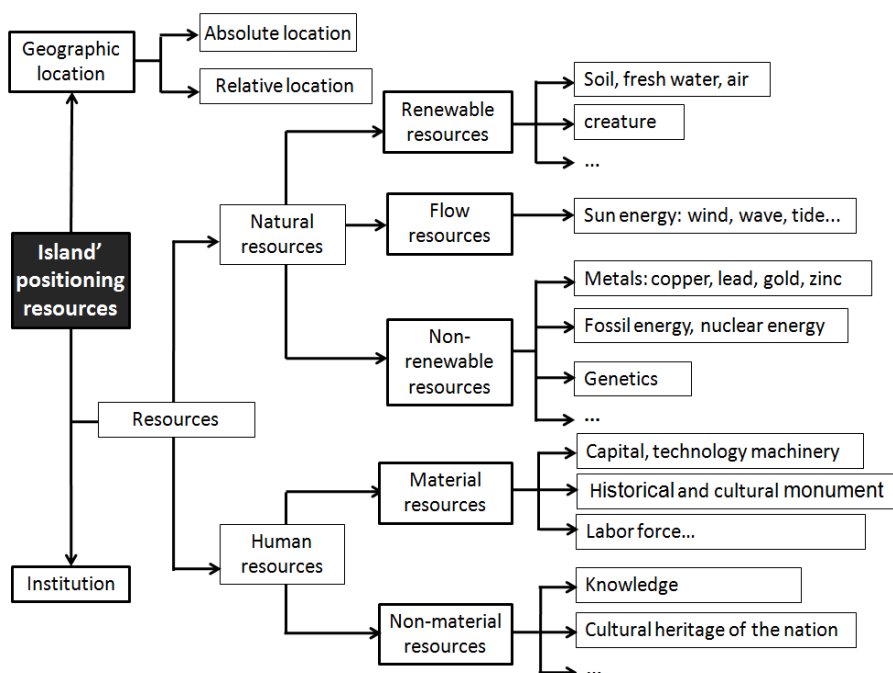 Geographic
location
Absolute location
Relative location
Island'
positioning
resources
Institution
Resources
Natural
resources
Renewable
resources
Soil, fresh water, air
creature
...
Flow
resources
Sun energy: wind, wave, tide...
Non-
renewable
resources
Metals: copper, lead, gold, zinc
Fossil energy, nuclear energy
Genetics
...
Human
resources
Material
resources
Capital, technology machinery
Historical and cultural monument
Labor force...
Non-material
resources
Knowledge
Cultural heritage of the nation
...